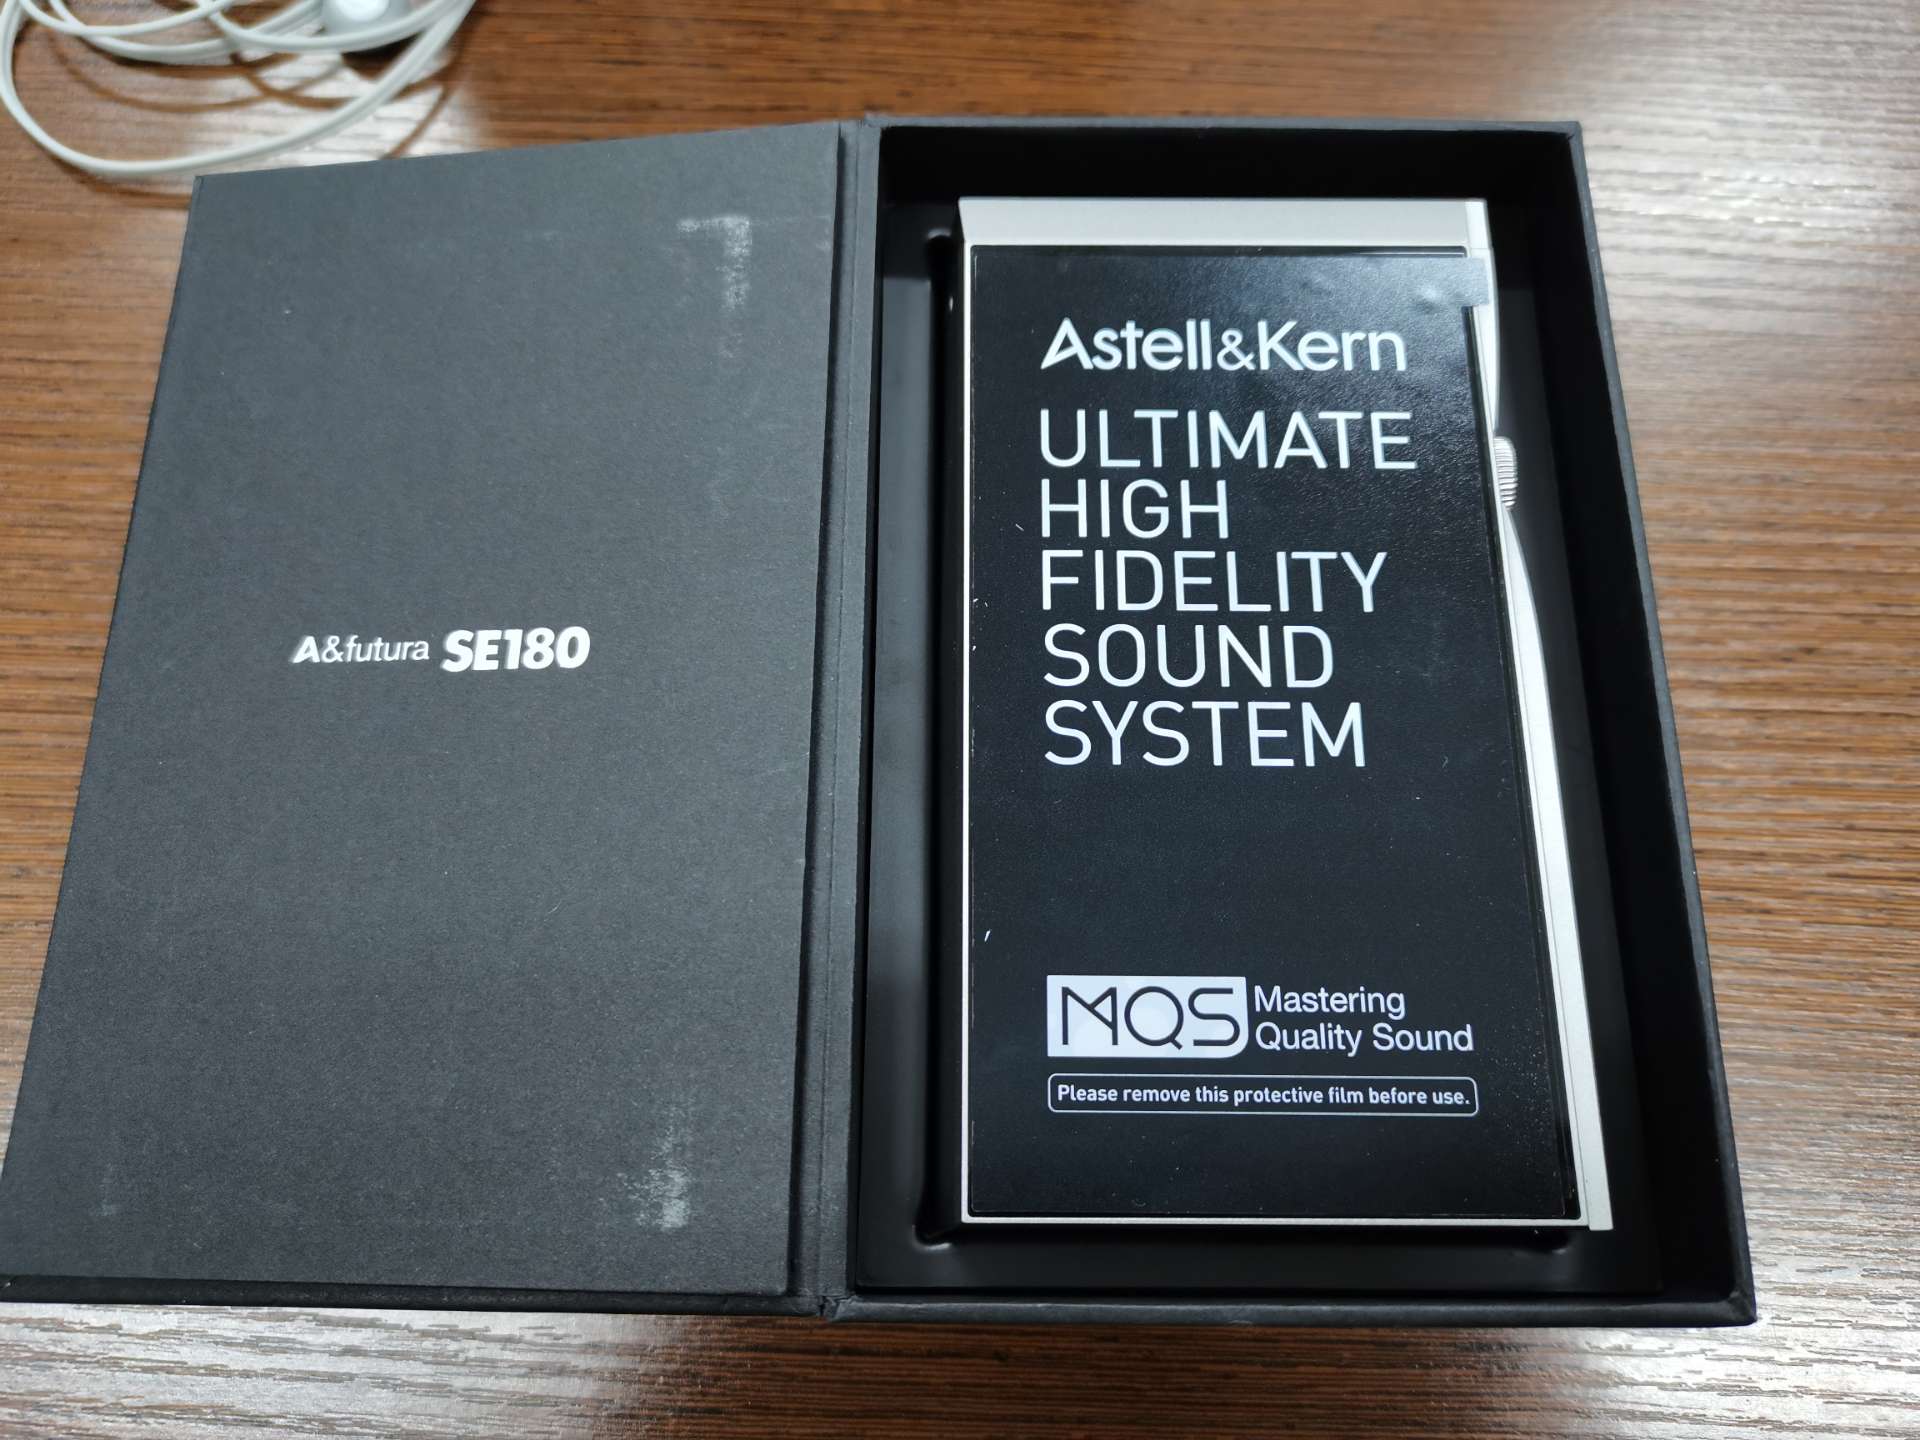 A&futura SE180
Astell&Kern
ULTIMATE
HIGH
FIDELITY
SOUND
SYSTEM
MQS Mastering
Quality Sound
Please remove this protective film before use.